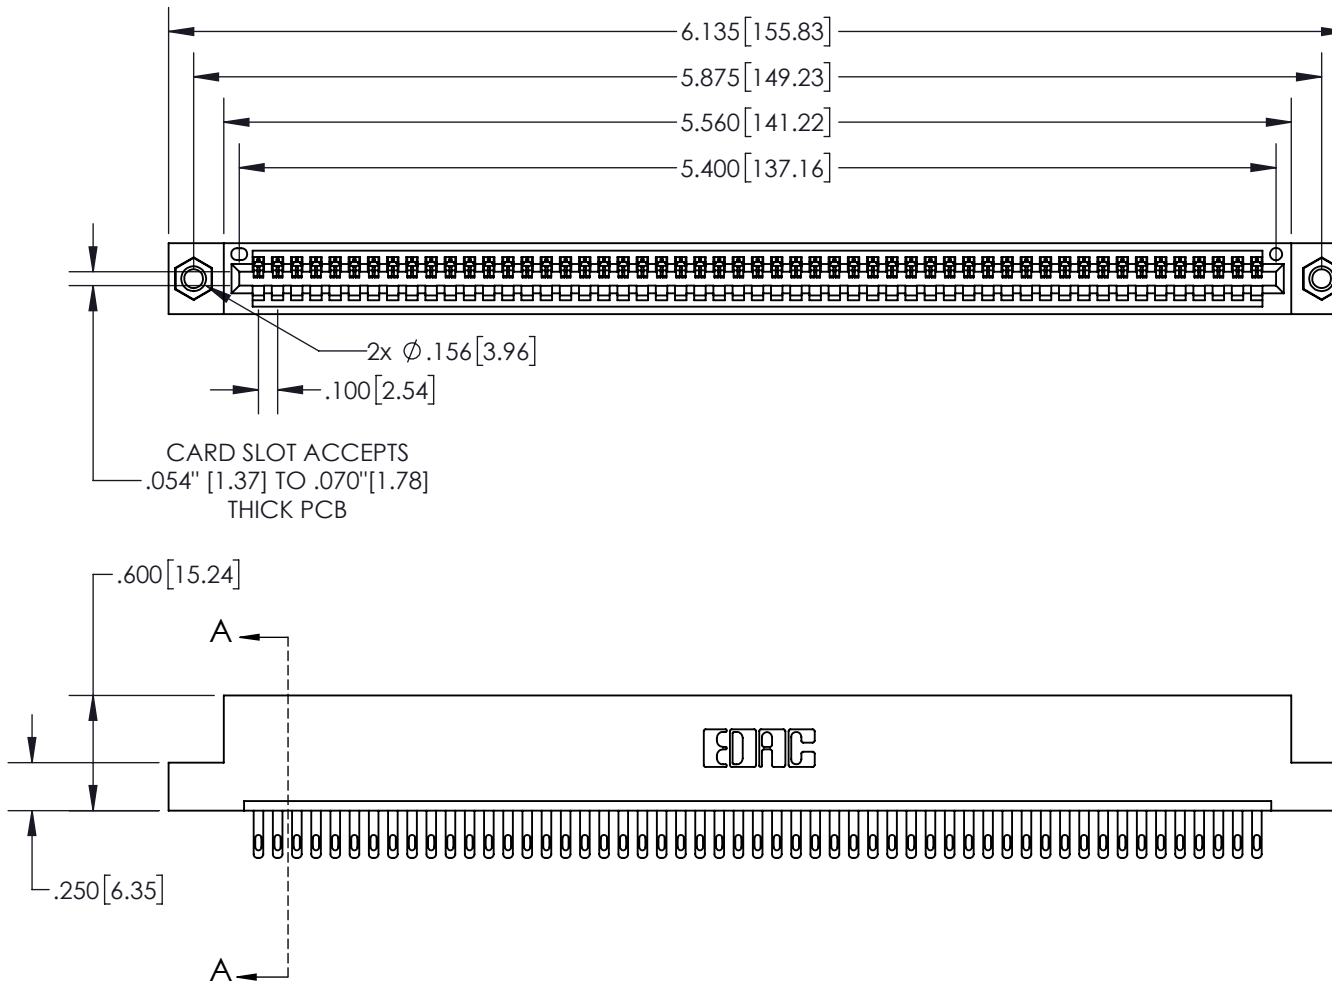 6.135[155.83]
5.875[149.23]
5.560[141.22]
5.400[137.16]
2x Ø.156[3.96]
.100[2.54]
CARD SLOT ACCEPTS
.054" [1.37] TO .070"[1.78]
THICK PCB
.600[15.24]
A
EDAC
.250[6.35]
A